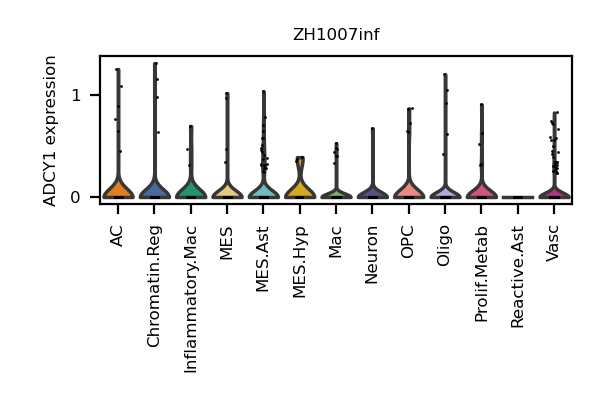 ZH1007inf
ADCY1 expression
1
0
AC
Chromatin.Reg
Inflammatory.Mac
MES
MES.Ast
MES.Hyp
Mac
Neuron
OPC
Oligo
Prolif.Metab
Reactive.Ast
Vasc